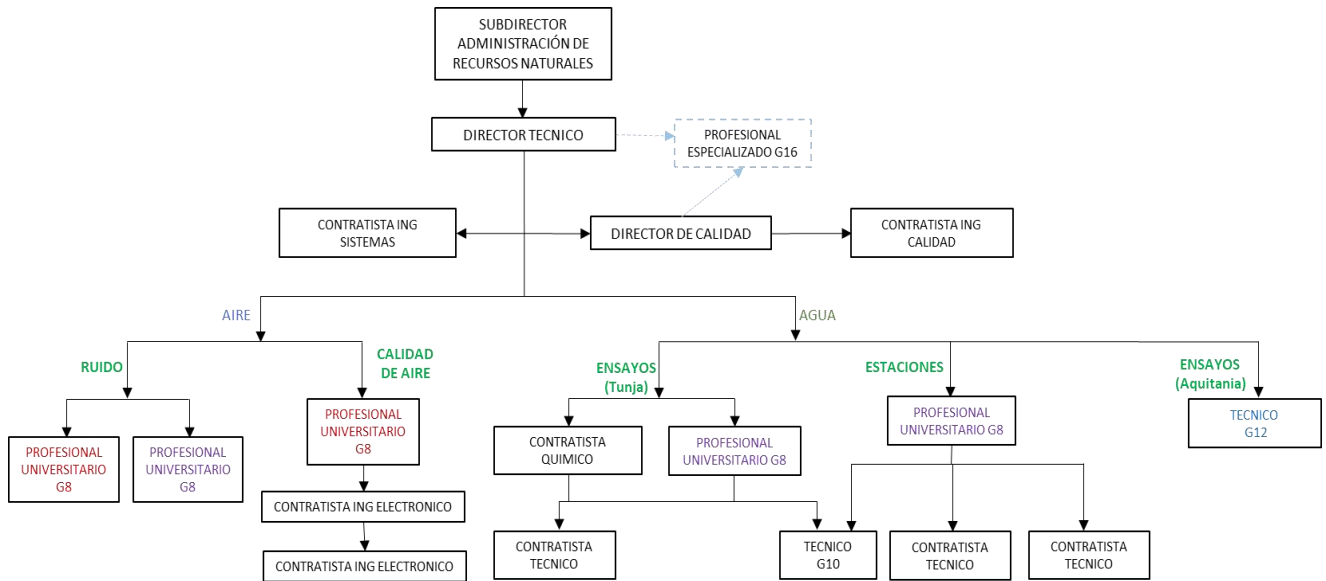 SUBDIRECTOR
ADMINISTRACIÓN DE
RECURSOS NATURALES
DIRECTOR TECNICO
PROFESIONAL
ESPECIALIZADO G16
CONTRATISTA ING
SISTEMAS
DIRECTOR DE CALIDAD
CONTRATISTA ING
CALIDAD
AIRE
AGUA
RUIDO
CALIDAD
DE AIRE
ENSAYOS
(Tunja)
ESTACIONES
ENSAYOS
(Aquitania)
PROFESIONAL
UNIVERSITARIO
G8
PROFESIONAL
UNIVERSITARIO
G8
PROFESIONAL
UNIVERSITARIO
G8
CONTRATISTA
QUIMICO
PROFESIONAL
UNIVERSITARIO G8
PROFESIONAL
UNIVERSITARIO G8
TECNICO
G12
CONTRATISTA ING ELECTRONICO
CONTRATISTA ING ELECTRONICO
CONTRATISTA
TECNICO
TECNICO
G10
CONTRATISTA
TECNICO
CONTRATISTA
TECNICO